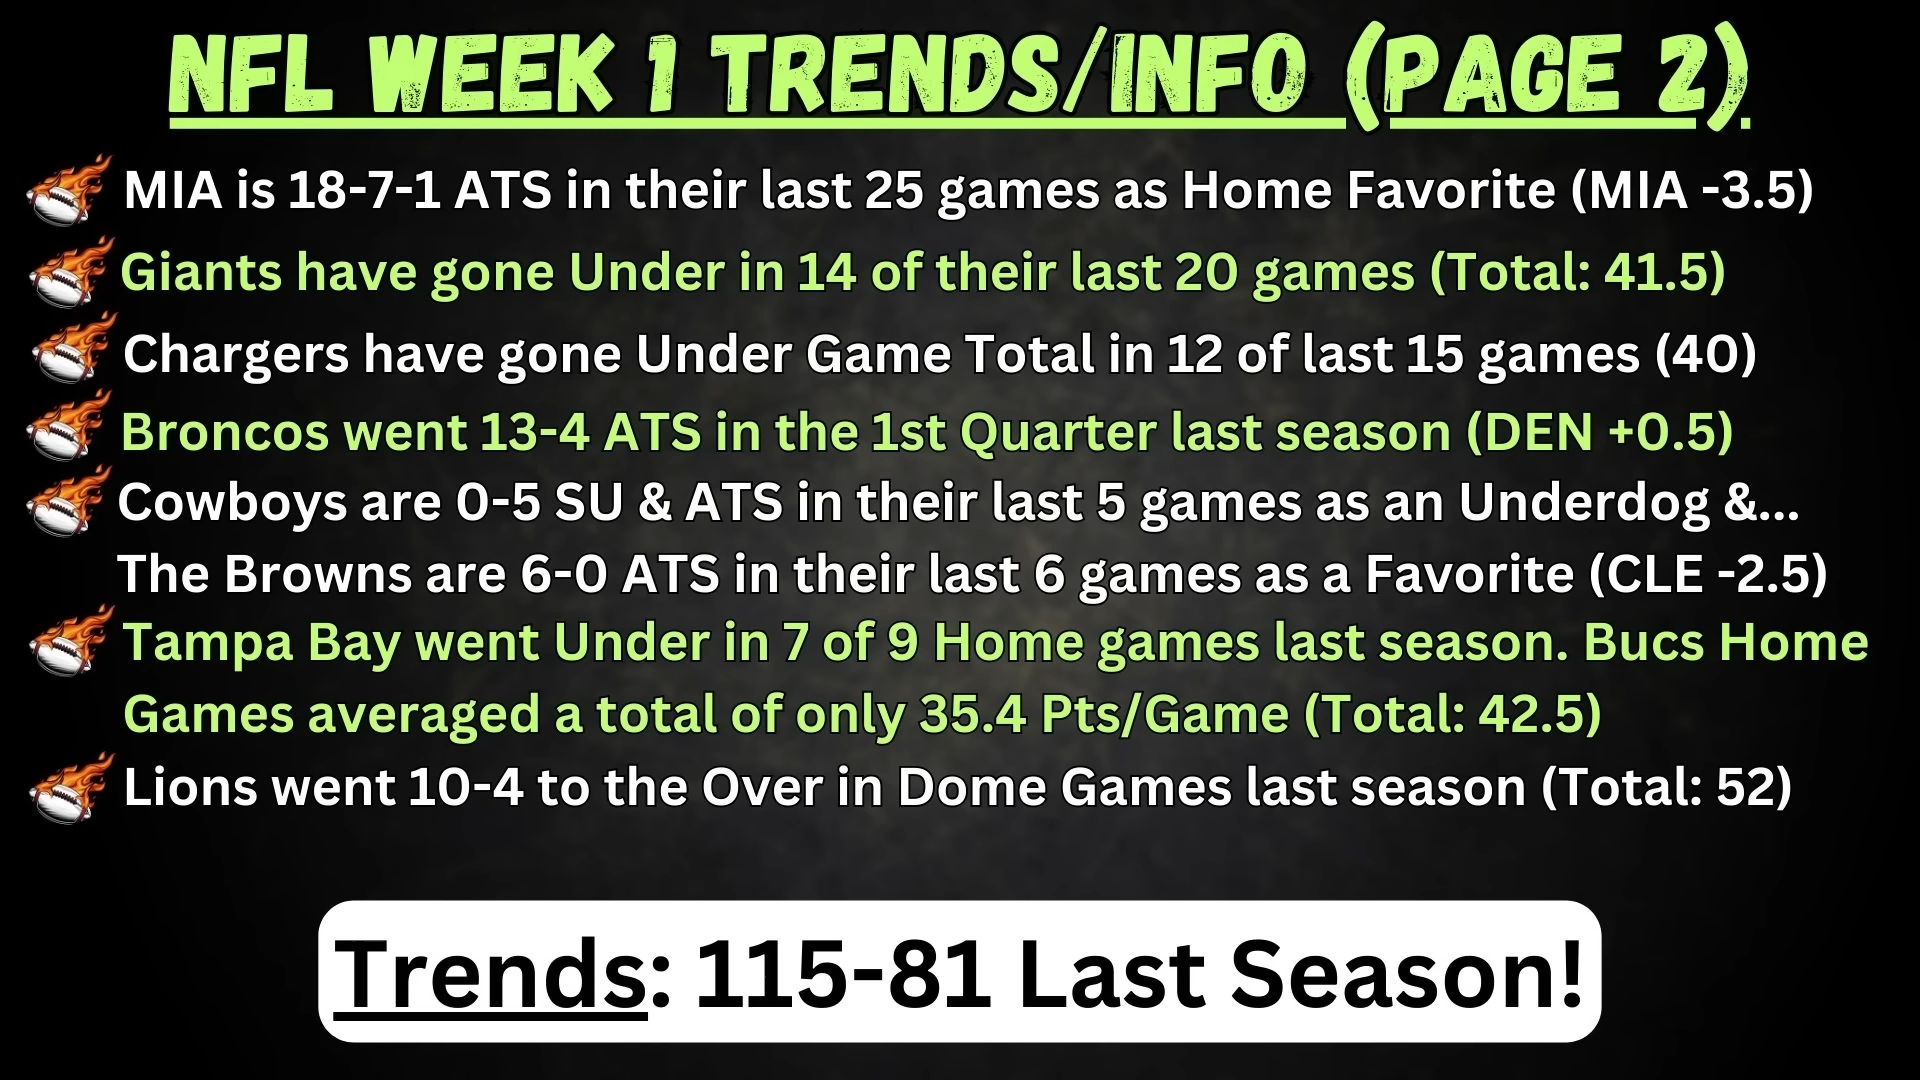 NFL WEEK 1 TRENDS/INFO (PAGE 2)
MIA is 18-7-1 ATS in their last 25 games as Home Favorite (MIA -3.5)
Giants have gone Under in 14 of their last 20 games (Total: 41.5)
Chargers have gone Under Game Total in 12 of last 15 games (40)
Broncos went 13-4 ATS in the 1st Quarter last season (DEN +0.5)
Cowboys are 0-5 SU & ATS in their last 5 games as an Underdog &...
The Browns are 6-0 ATS in their last 6 games as a Favorite (CLE -2.5)
Tampa Bay went Under in 7 of 9 Home games last season. Bucs Home
Games averaged a total of only 35.4 Pts/Game (Total: 42.5)
Lions went 10-4 to the Over in Dome Games last season (Total: 52)
Trends: 115-81 Last Season!